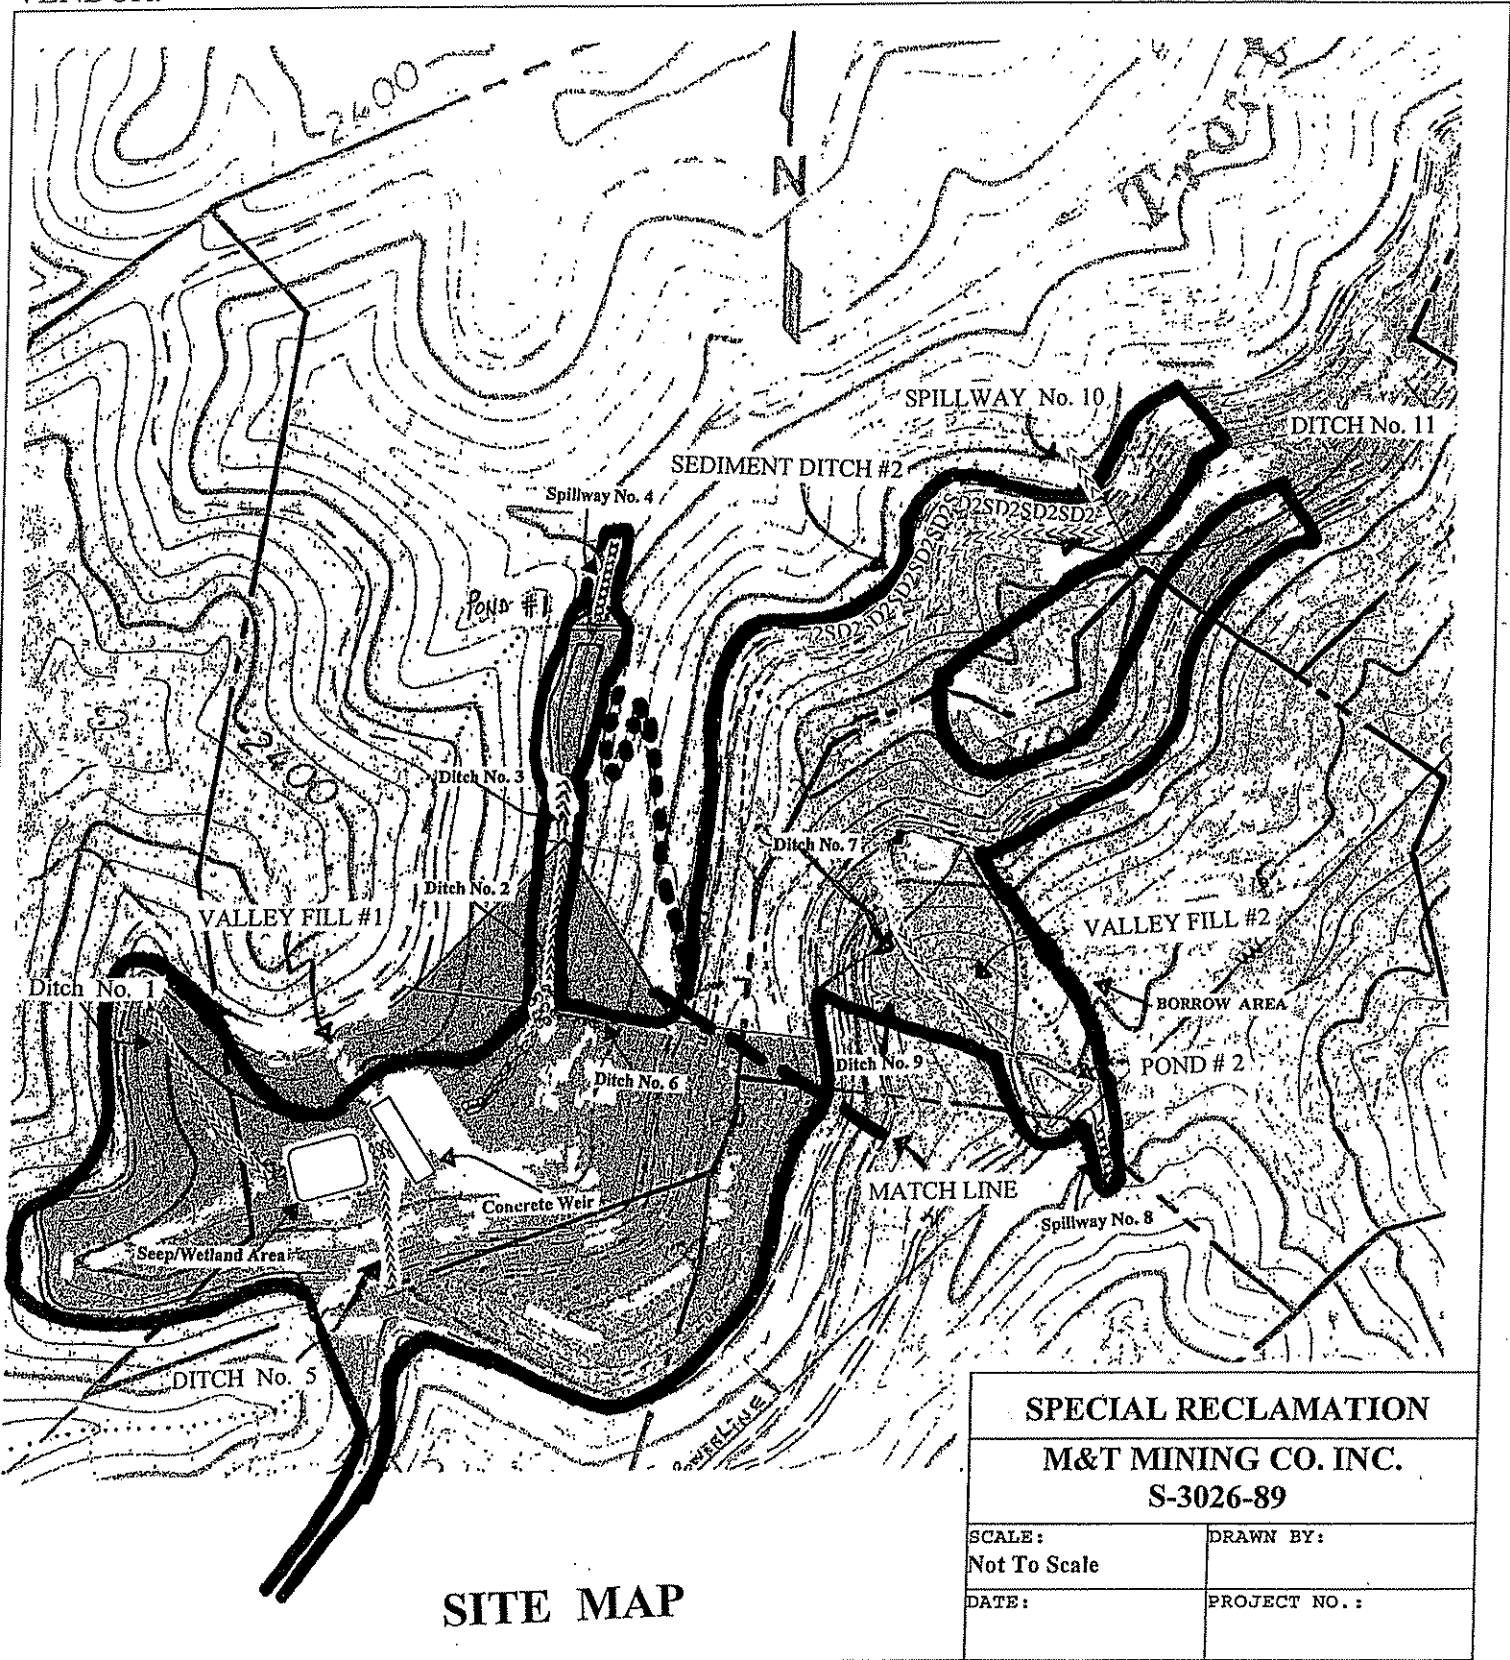 2400
N
SPILLWAY No. 10
DITCH No. 11
SEDIMENT DITCH #2
Spillway No. 4
POND #1
2400
Ditch No. 3
Ditch No. 7
Ditch No. 2
VALLEY FILL #1
VALLEY FILL #2
Ditch No. 1
BORROW AREA
POND # 2
Ditch No. 9
Ditch No. 6
MATCH LINE
Concrete Weir
Spillway No. 8
Seep/Wetland Area
DITCH No. 5
POWERLINE
SPECIAL RECLAMATION
M&T MINING CO. INC.
S-3026-89
SCALE:
Not To Scale
DRAWN BY:
DATE:
PROJECT NO.:
SITE MAP